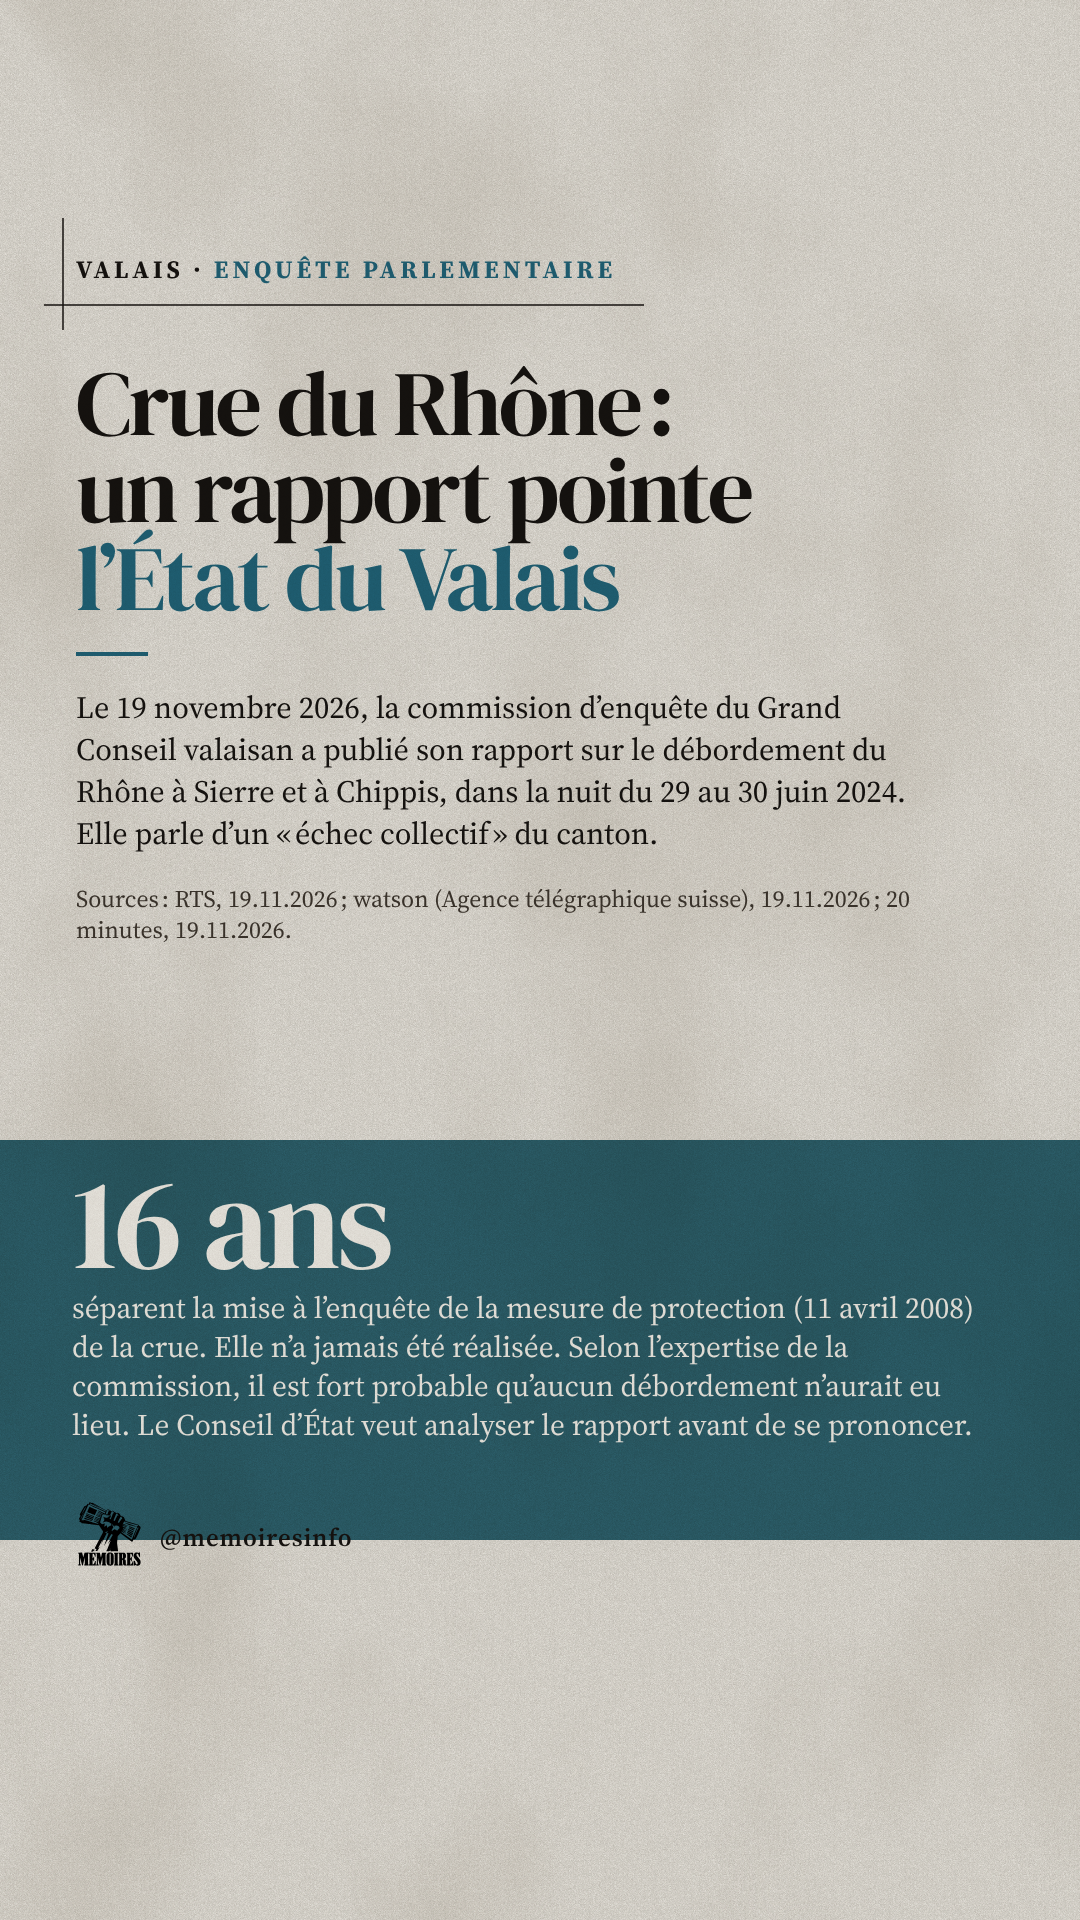 VALAIS · ENQUÊTE PARLEMENTAIRE
Crue du Rhône :
un rapport pointe
l’État du Valais
Le 19 novembre 2026, la commission d’enquête du Grand
Conseil valaisan a publié son rapport sur le débordement du
Rhône à Sierre et à Chippis, dans la nuit du 29 au 30 juin 2024.
Elle parle d’un « échec collectif » du canton.
Sources : RTS, 19.11.2026 ; watson (Agence télégraphique suisse), 19.11.2026 ; 20
minutes, 19.11.2026.
16 ans
séparent la mise à l’enquête de la mesure de protection (11 avril 2008)
de la crue. Elle n’a jamais été réalisée. Selon l’expertise de la
commission, il est fort probable qu’aucun débordement n’aurait eu
lieu. Le Conseil d’État veut analyser le rapport avant de se prononcer.
@memoiresinfo
MÉMOIRES